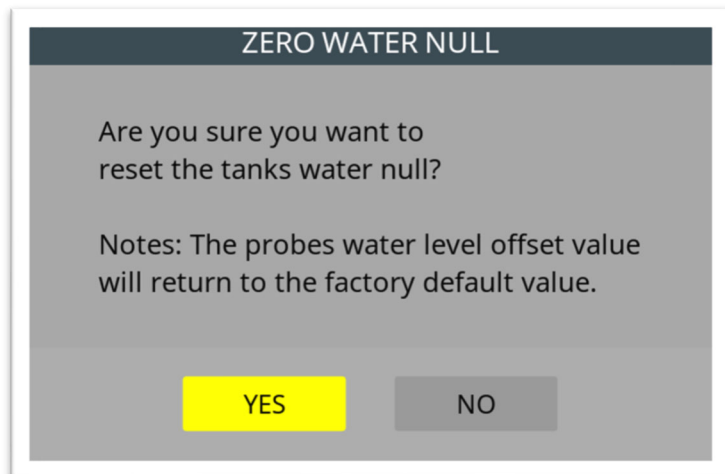 ZERO WATER NULL
Are you sure you want to
reset the tanks water null?
Notes: The probes water level offset value
will return to the factory default value.
YES
NO